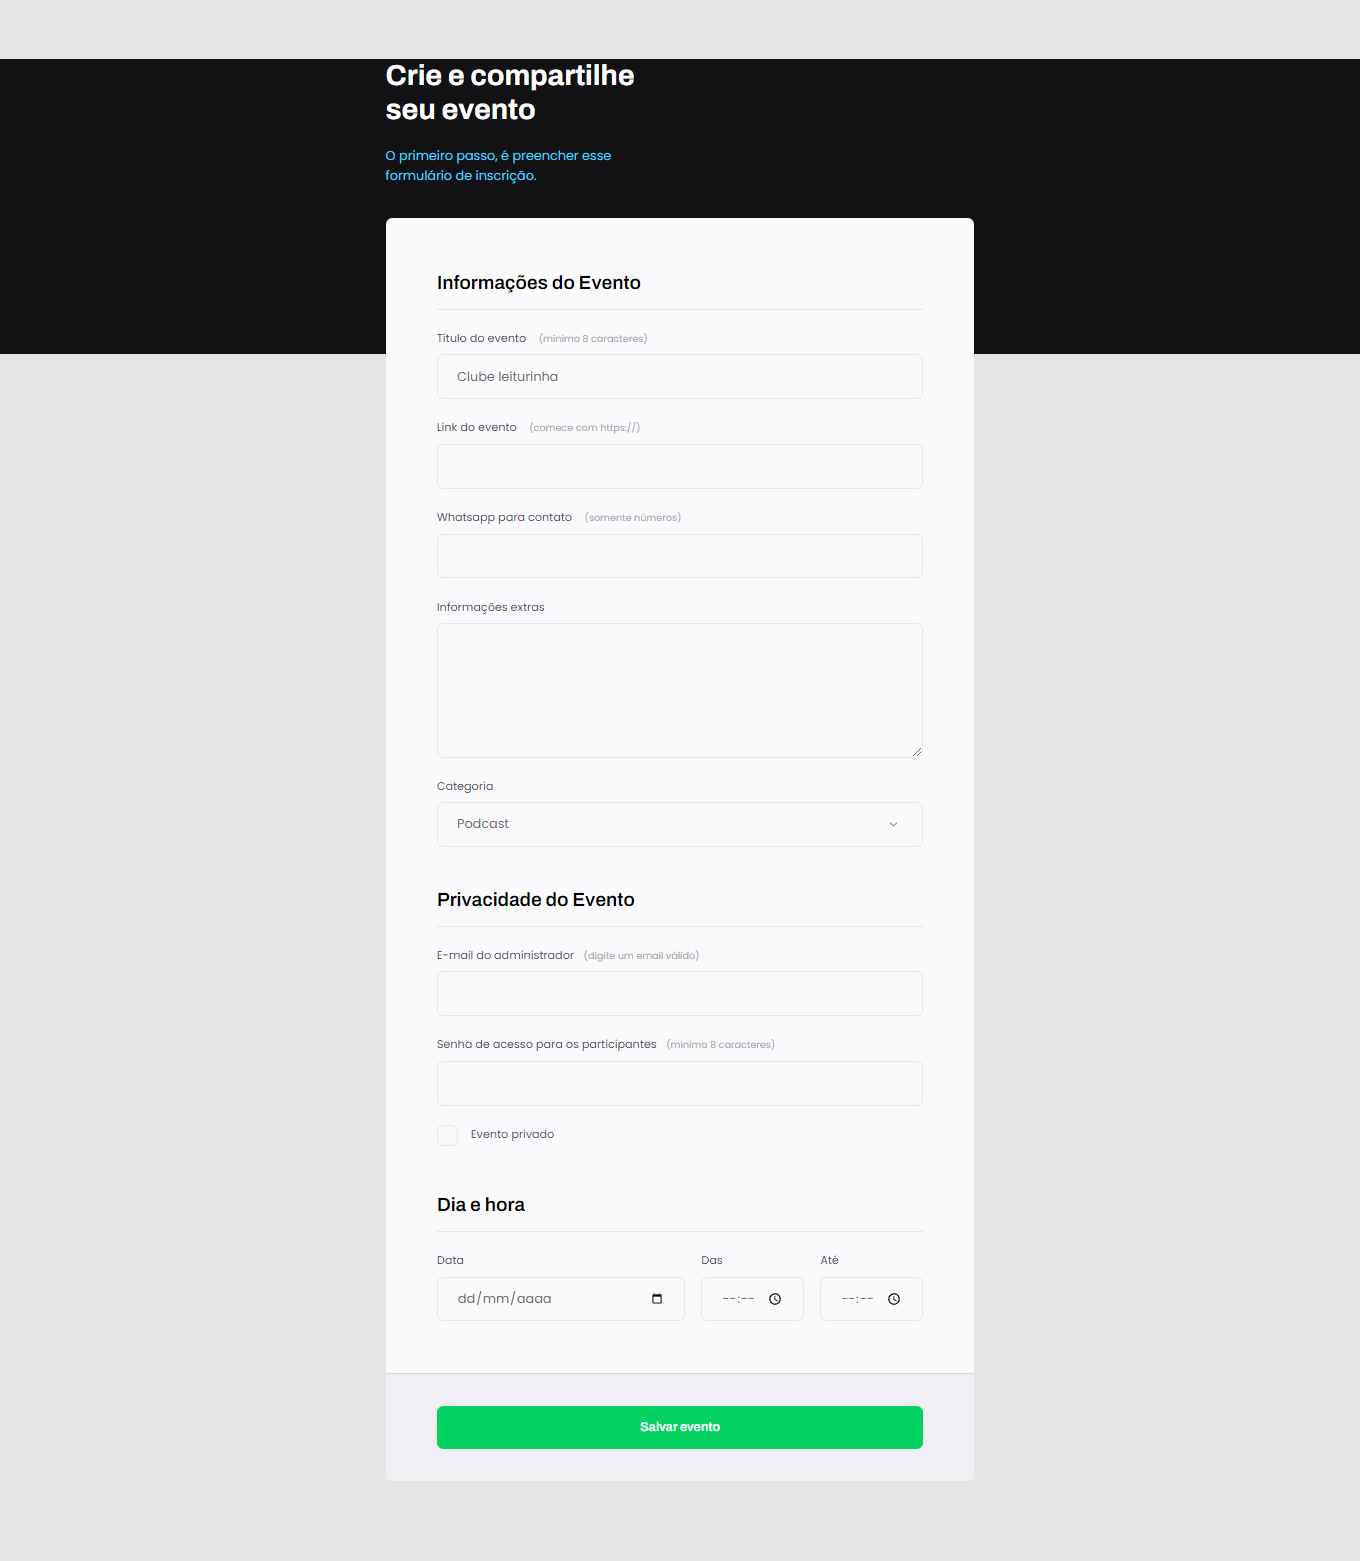 Crie e compartilhe
seu evento
O primeiro passo, é preencher esse
formulário de inscrição.
Informações do Evento
Título do evento (mínimo 8 caracteres)
Clube leiturinha
Link do evento (comece com https://)
Whatsapp para contato (somente números)
Informações extras
Categoria
Podcast
Privacidade do Evento
E-mail do administrador (digite um email válido)
Senha de acesso para os participantes (mínimo 8 caracteres)
Evento privado
Dia e hora
Data Das Até
dd/mm/aaaa --:-- --:--
Salvar evento